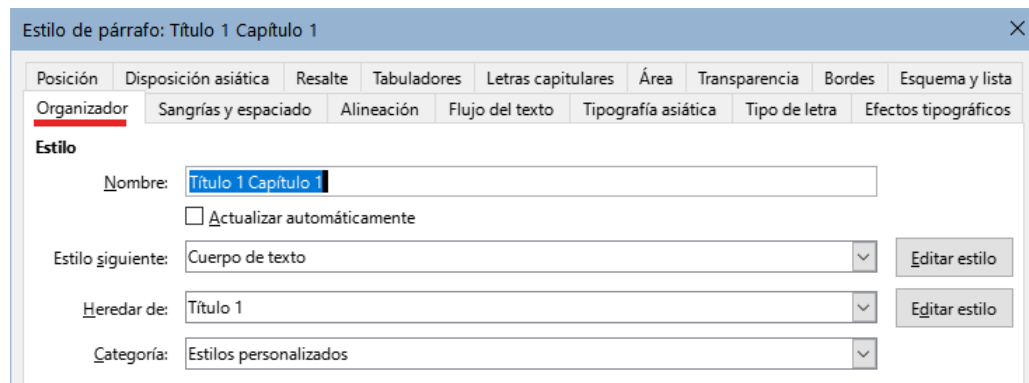 Estilo de párrafo: Título 1 Capítulo 1
Posición Disposición asiática Resalte Tabuladores Letras capitulares Área Transparencia Bordes Esquema y lista
Organizador Sangrías y espaciado Alineación Flujo del texto Tipografía asiática Tipo de letra Efectos tipográficos
Estilo
Nombre: Título 1 Capítulo 1
Actualizar automáticamente
Estilo siguiente: Cuerpo de texto Editar estilo
Heredar de: Título 1 Editar estilo
Categoría: Estilos personalizados